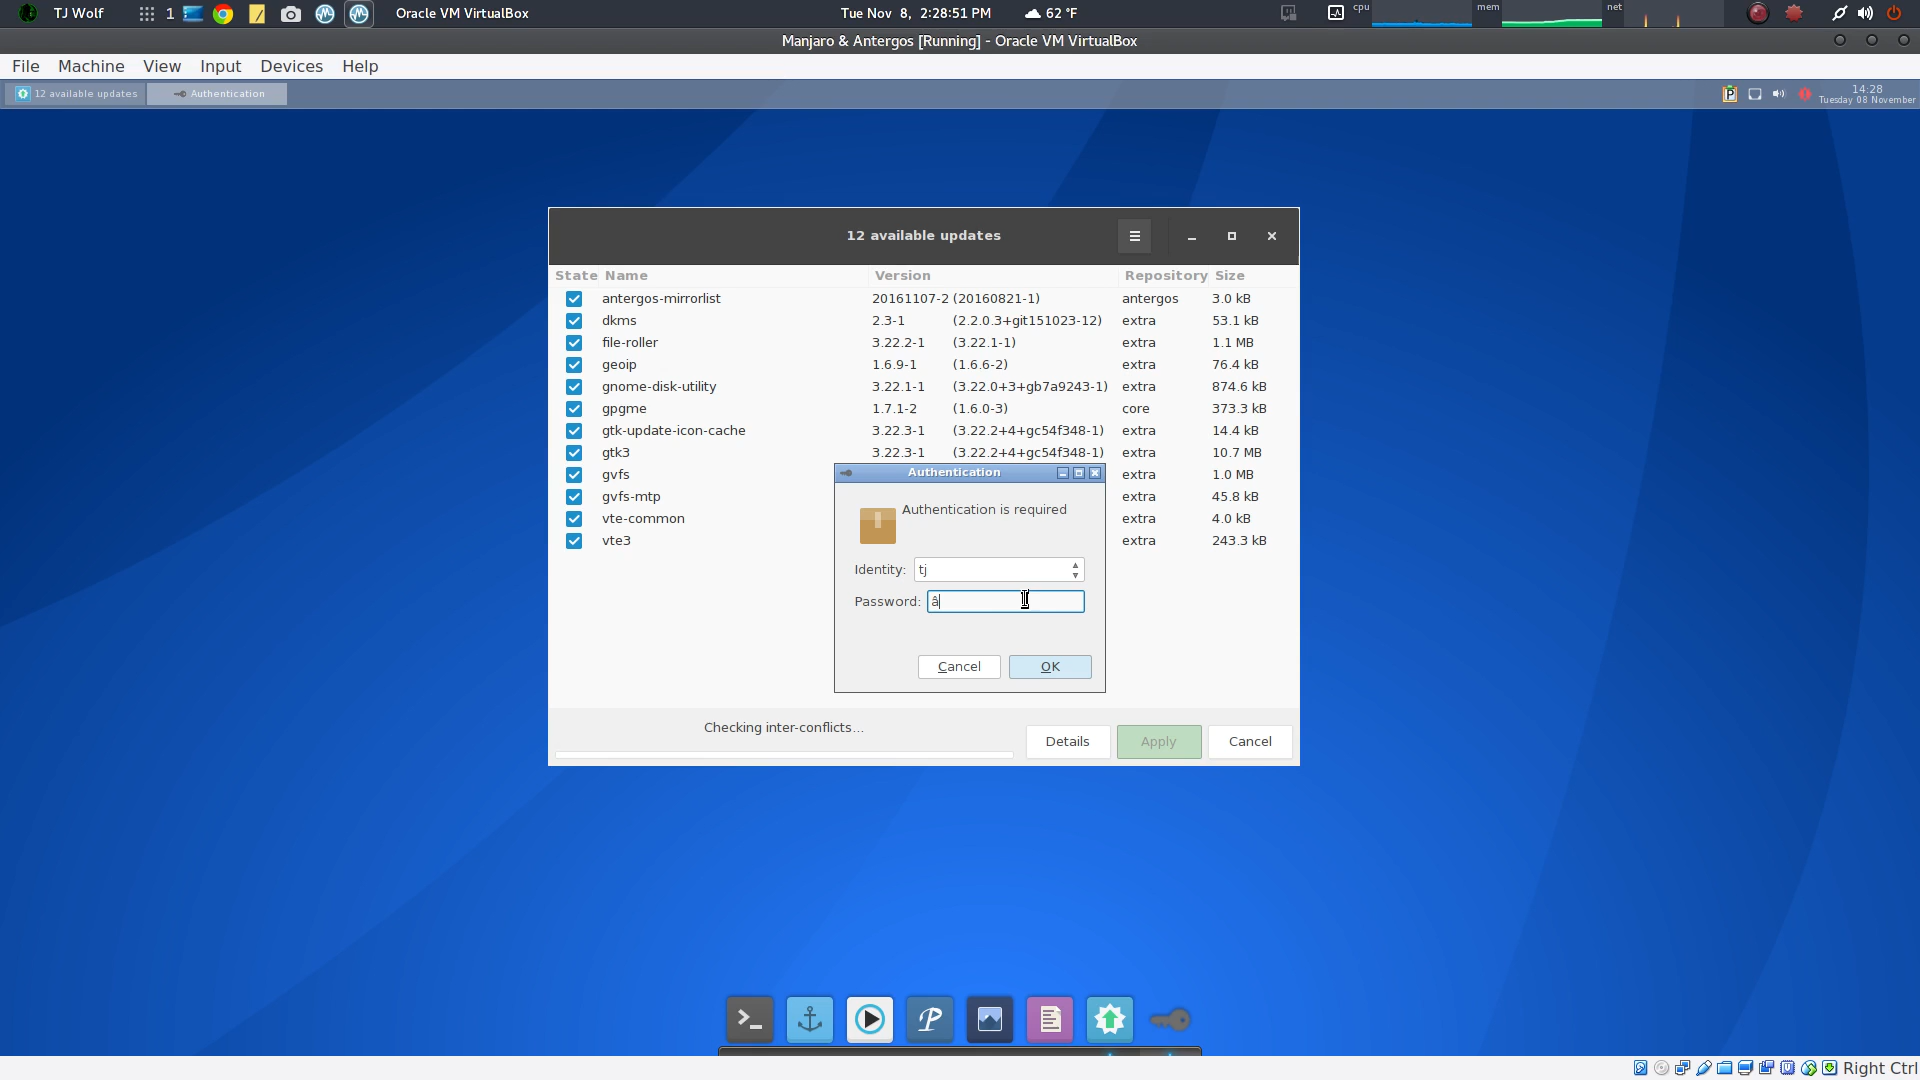 TJ Wolf 1 Oracle VM VirtualBox Tue Nov 8, 2:28:51 PM 62 °F cpu mem net
Manjaro & Antergos [Running] - Oracle VM VirtualBox
File Machine View Input Devices Help
12 available updates Authentication 14:28
Tuesday 08 November
12 available updates
State Name Version Repository Size
antergos-mirrorlist 20161107-2 (20160821-1) antergos 3.0 kB
dkms 2.3-1 (2.2.0.3+git151023-12) extra 53.1 kB
file-roller 3.22.2-1 (3.22.1-1) extra 1.1 MB
geoip 1.6.9-1 (1.6.6-2) extra 76.4 kB
gnome-disk-utility 3.22.1-1 (3.22.0+3+gb7a9243-1) extra 874.6 kB
gpgme 1.7.1-2 (1.6.0-3) core 373.3 kB
gtk-update-icon-cache 3.22.3-1 (3.22.2+4+gc54f348-1) extra 14.4 kB
gtk3 3.22.3-1 (3.22.2+4+gc54f348-1) extra 10.7 MB
gvfs extra 1.0 MB
gvfs-mtp extra 45.8 kB
vte-common extra 4.0 kB
vte3 extra 243.3 kB
Authentication
Authentication is required
Identity: tj
Password: â
Cancel OK
Checking inter-conflicts...
Details Apply Cancel
Right Ctrl